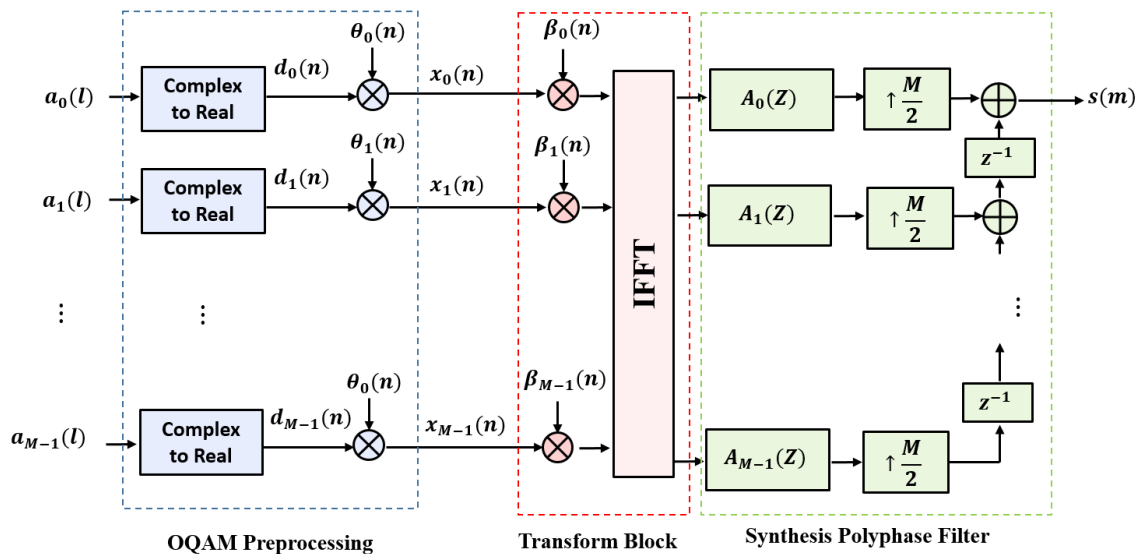 θ₀(n)
β₀(n)
a₀(l)
Complex
to Real
d₀(n)
x₀(n)
A₀(Z)
↑ M/2
s(m)
z⁻¹
θ₁(n)
β₁(n)
a₁(l)
Complex
to Real
d₁(n)
x₁(n)
IFFT
A₁(Z)
↑ M/2
⋮
⋮
⋮
θ₀(n)
β_{M-1}(n)
z⁻¹
a_{M-1}(l)
Complex
to Real
d_{M-1}(n)
x_{M-1}(n)
A_{M-1}(Z)
↑ M/2
OQAM Preprocessing
Transform Block
Synthesis Polyphase Filter